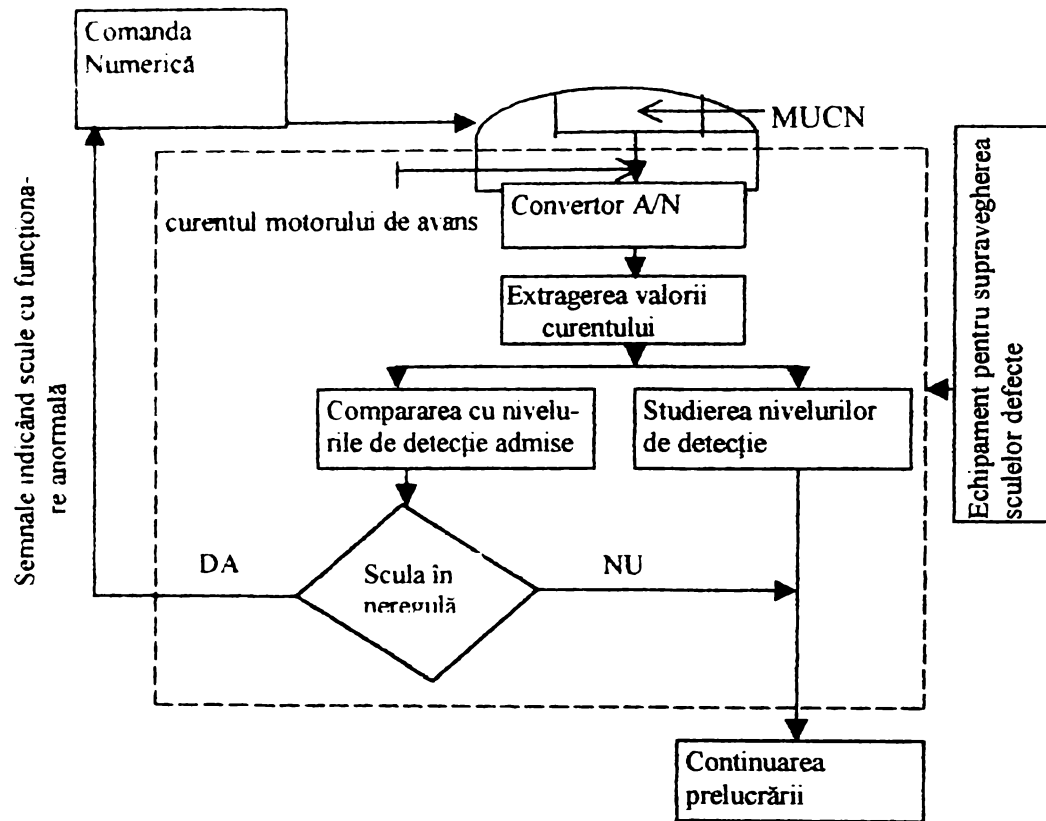 Comanda
Numerică
MUCN
curentul motorului de avans
Convertor A/N
Extragerea valorii
curentului
Compararea cu nivelu-
rile de detecție admise
Studierea nivelurilor
de detecție
DA
Scula în
neregulă
NU
Continuarea
prelucrării
Semnale indicând scule cu funcționa-
re anormală
Echipament pentru supravegherea
sculelor defecte